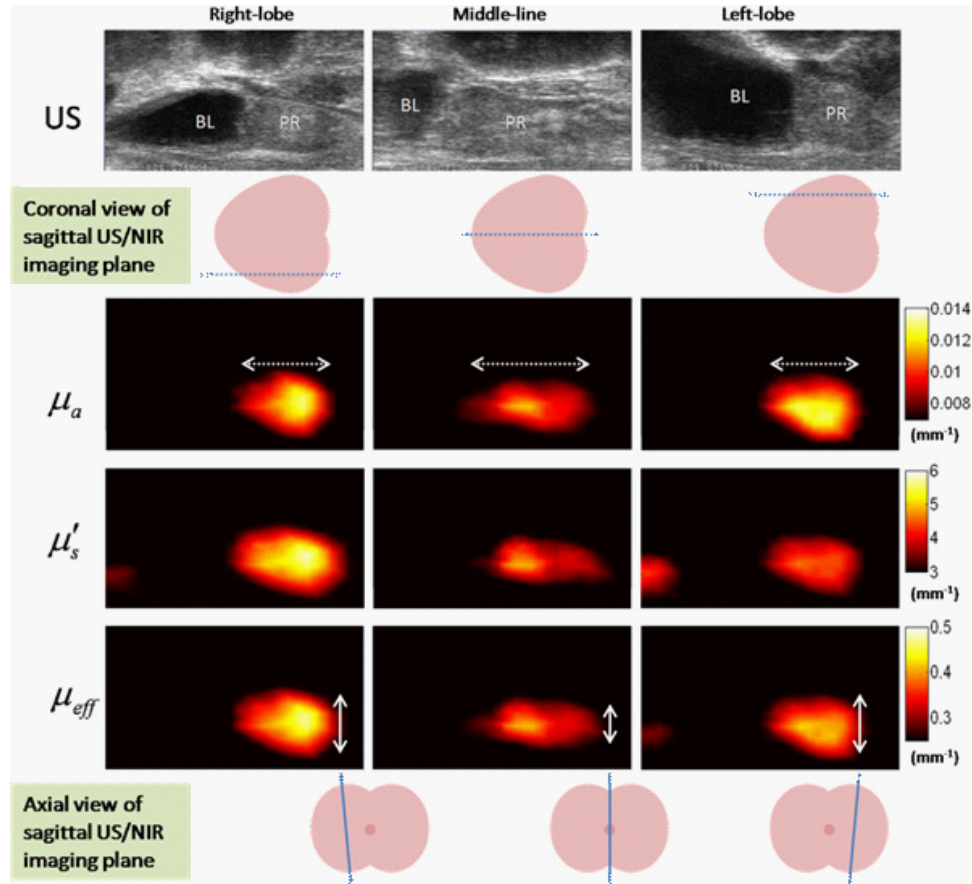 Right-lobe Middle-line Left-lobe
US
BL PR
BL PR
BL PR
Coronal view of
sagittal US/NIR
imaging plane
μa
0.014
0.012
0.01
0.008
(mm⁻¹)
μ′s
6
5
4
3
(mm⁻¹)
μeff
0.5
0.4
0.3
(mm⁻¹)
Axial view of
sagittal US/NIR
imaging plane